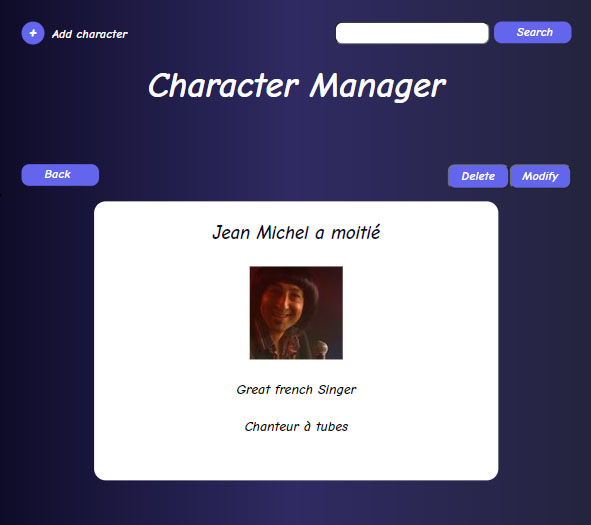 + Add character
Search
Character Manager
Back
Delete
Modify
Jean Michel a moitié
Great french Singer
Chanteur à tubes